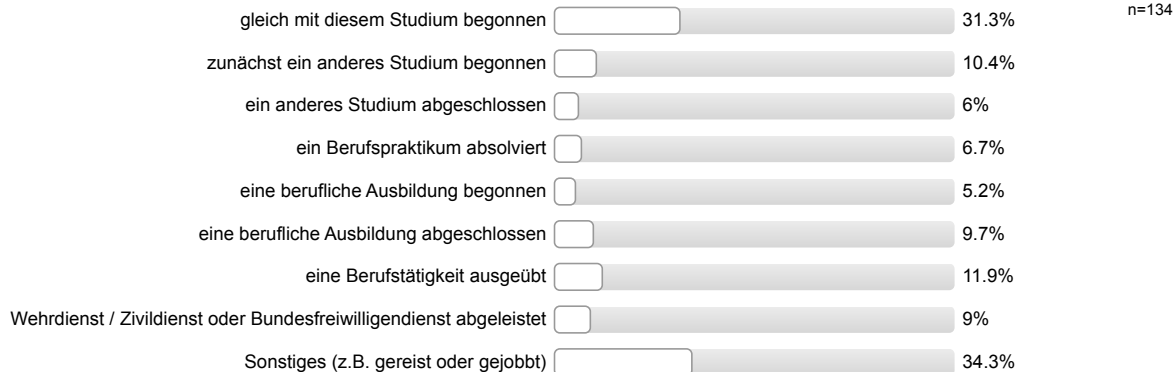 n=134
gleich mit diesem Studium begonnen 31.3%
zunächst ein anderes Studium begonnen 10.4%
ein anderes Studium abgeschlossen 6%
ein Berufspraktikum absolviert 6.7%
eine berufliche Ausbildung begonnen 5.2%
eine berufliche Ausbildung abgeschlossen 9.7%
eine Berufstätigkeit ausgeübt 11.9%
Wehrdienst / Zivildienst oder Bundesfreiwilligendienst abgeleistet 9%
Sonstiges (z.B. gereist oder gejobbt) 34.3%